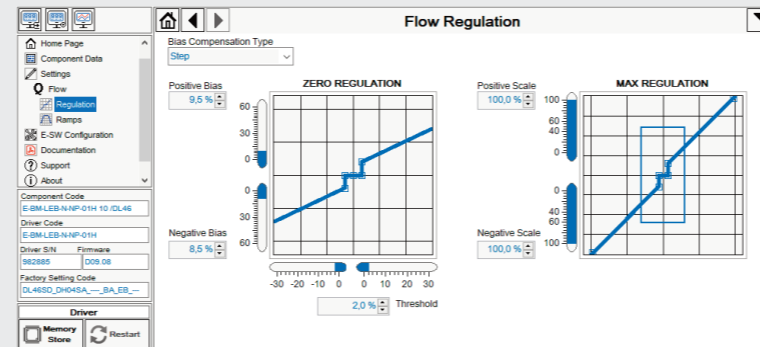 Flow Regulation
Home Page
Component Data
Settings
Flow
Regulation
Ramps
E-SW Configuration
Documentation
Support
About
Component Code
E-BM-LEB-N-NP-01H 10 /DL46
Driver Code
E-BM-LEB-N-NP-01H
Driver S/N Firmware
982885 D09.08
Factory Setting Code
DL46SD_DH04SA_---_BA_EB_---
Driver
Memory
Store
Restart
Bias Compensation Type
Step
Positive Bias
9,5 %
ZERO REGULATION
60
30
0
0
30
60
Negative Bias
8,5 %
-30 -20 -10 0 0 10 20 30
2,0 % Threshold
Positive Scale
100,0 %
MAX REGULATION
100
60
40
0
0
40
60
100
Negative Scale
100,0 %